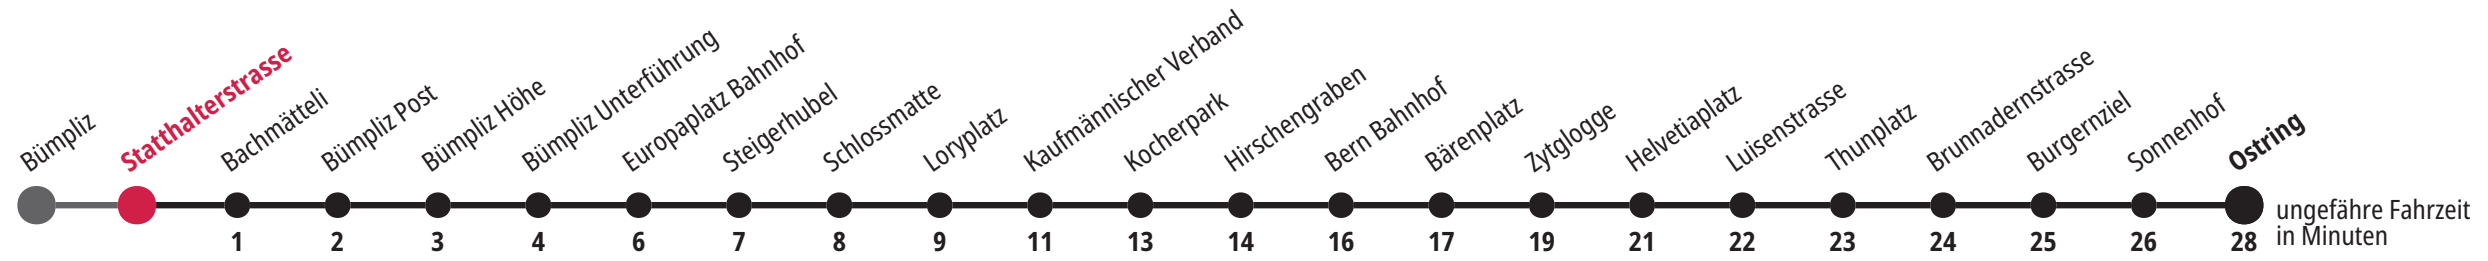 Bümpliz
Statthalterstrasse
Bachmätteli
Bümpliz Post
Bümpliz Höhe
Bümpliz Unterführung
Europaplatz Bahnhof
Steigerhubel
Schlossmatte
Loryplatz
Kaufmännischer Verband
Kocherpark
Hirschengraben
Bern Bahnhof
Bärenplatz
Zytglogge
Helvetiaplatz
Luisenstrasse
Thunplatz
Brunnadernstrasse
Burgernziel
Sonnenhof
Ostring
1 2 3 4 6 7 8 9 11 13 14 16 17 19 21 22 23 24 25 26 28
ungefähre Fahrzeit
in Minuten